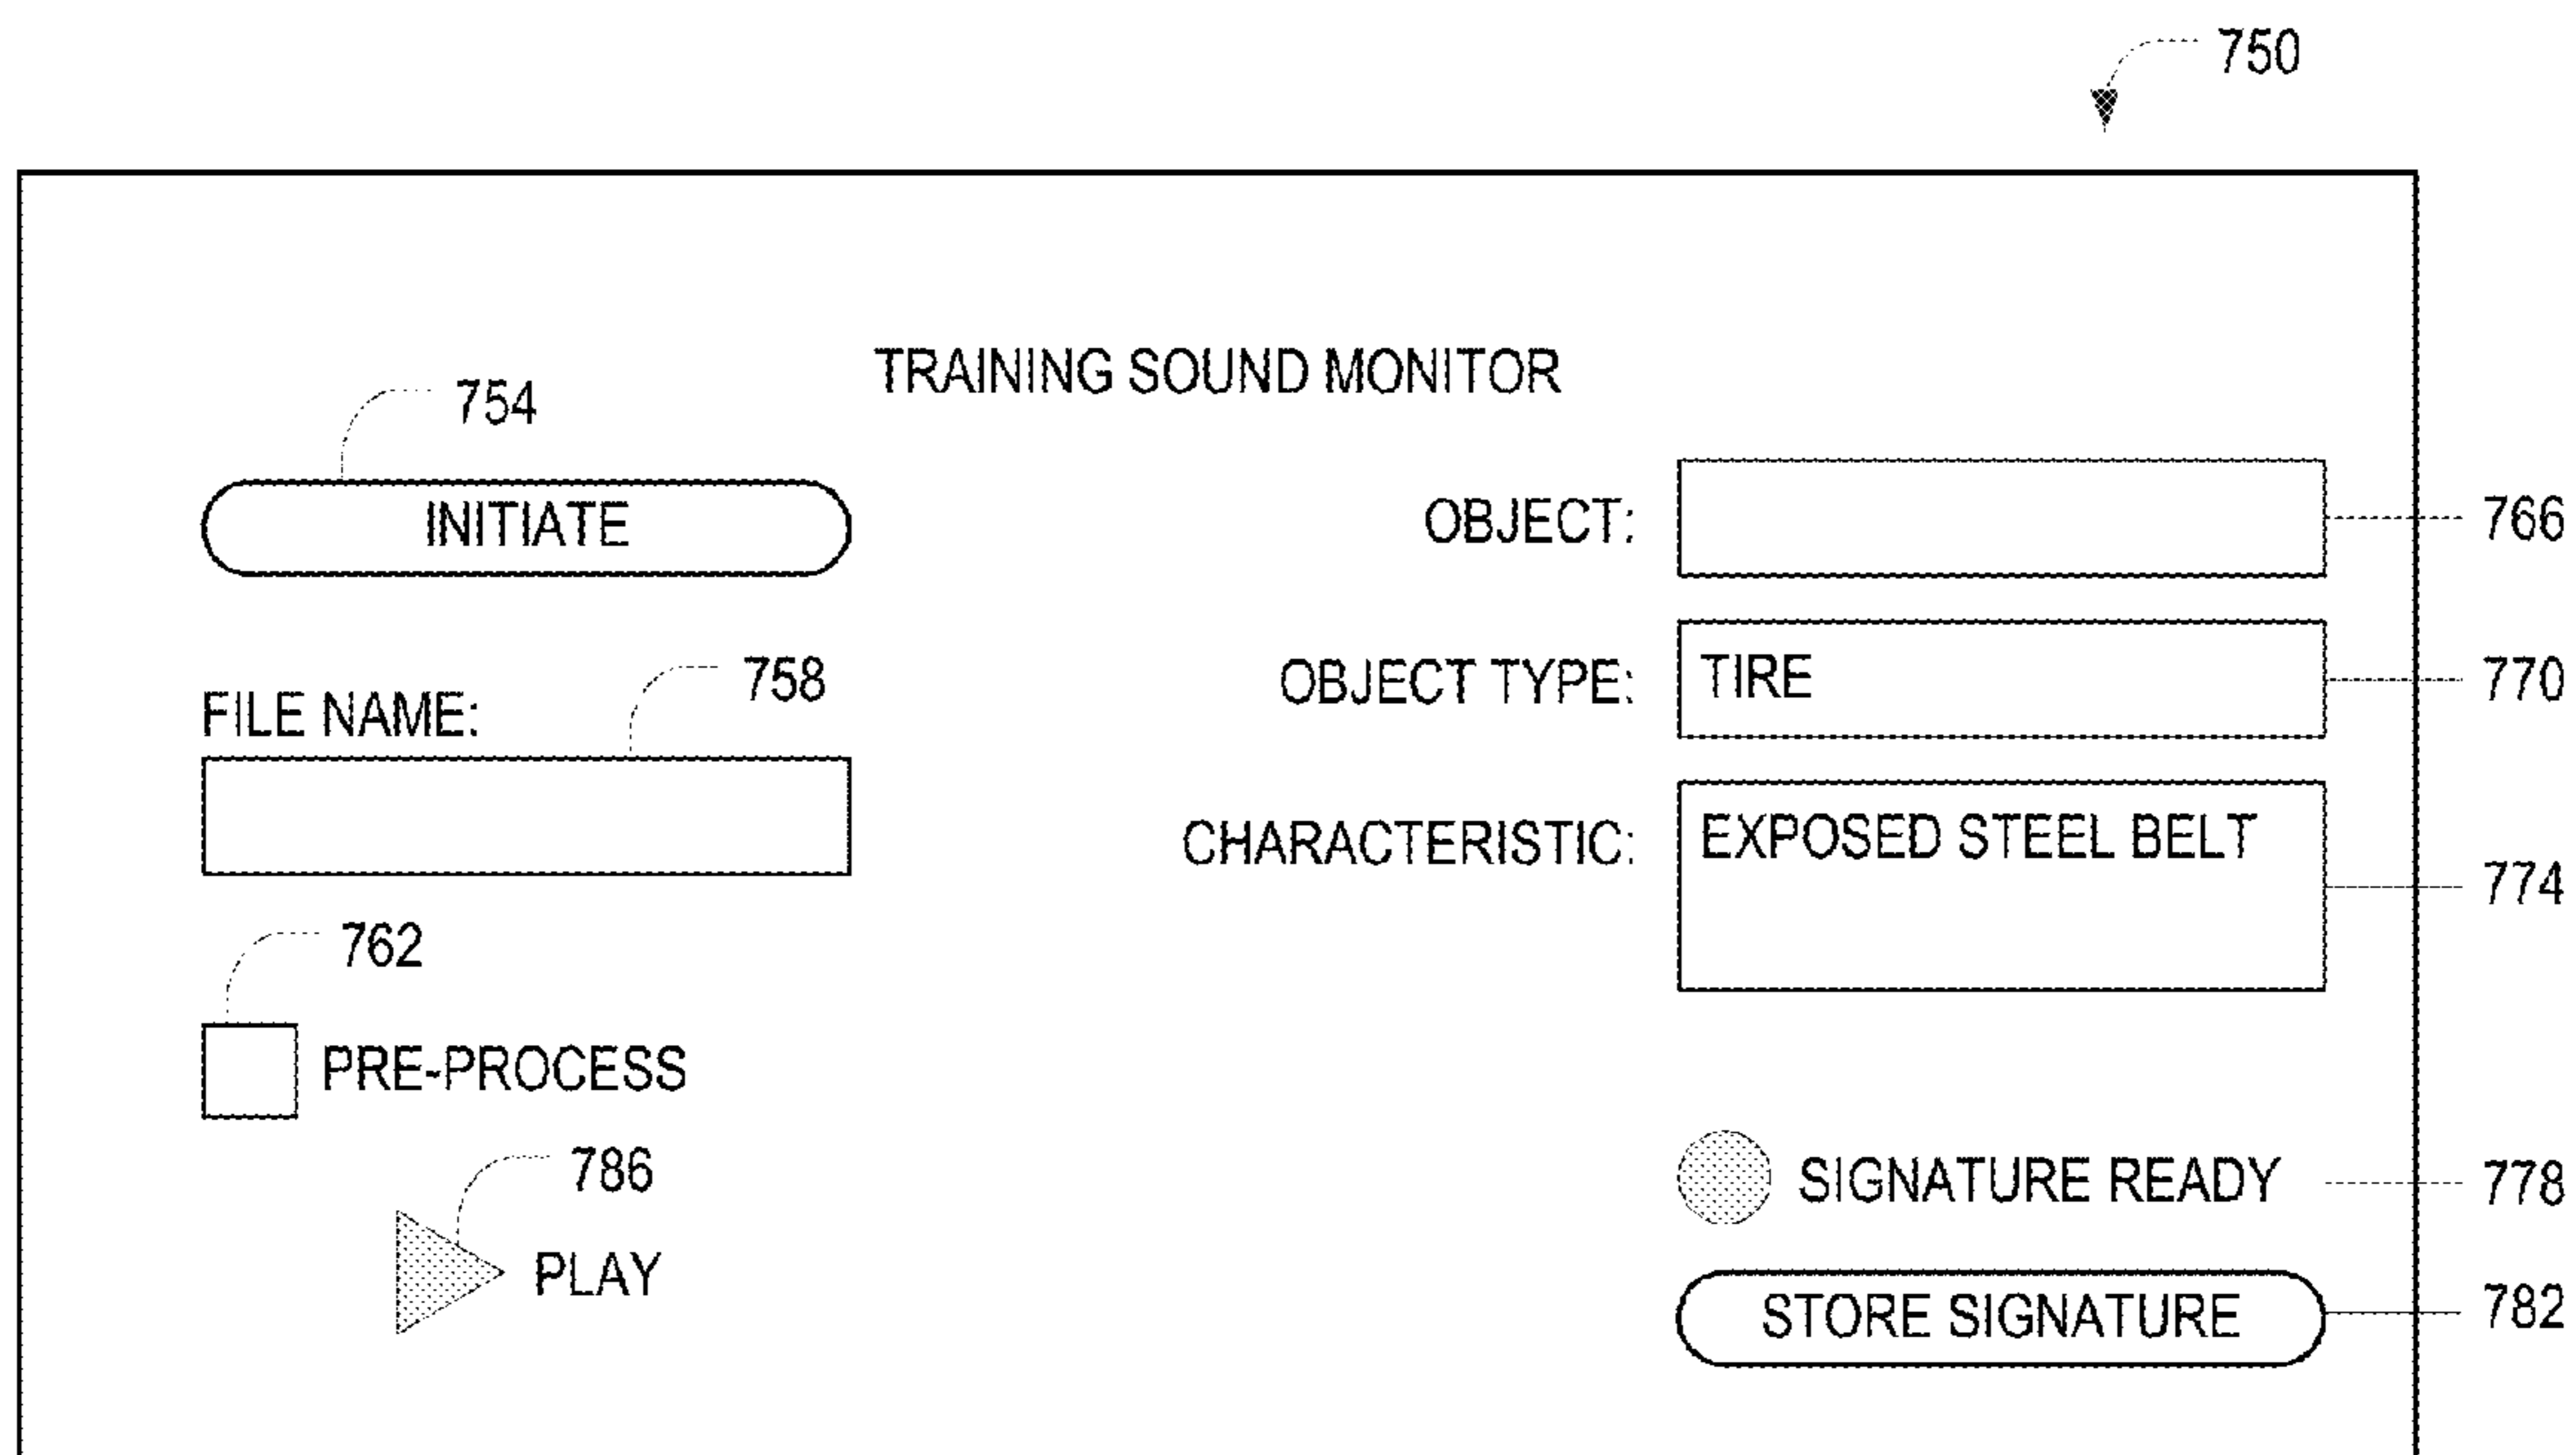 750
TRAINING SOUND MONITOR
754
INITIATE
758
FILE NAME:
762
PRE-PROCESS
786
PLAY
OBJECT:
766
OBJECT TYPE: TIRE
770
CHARACTERISTIC: EXPOSED STEEL BELT
774
SIGNATURE READY
778
STORE SIGNATURE
782